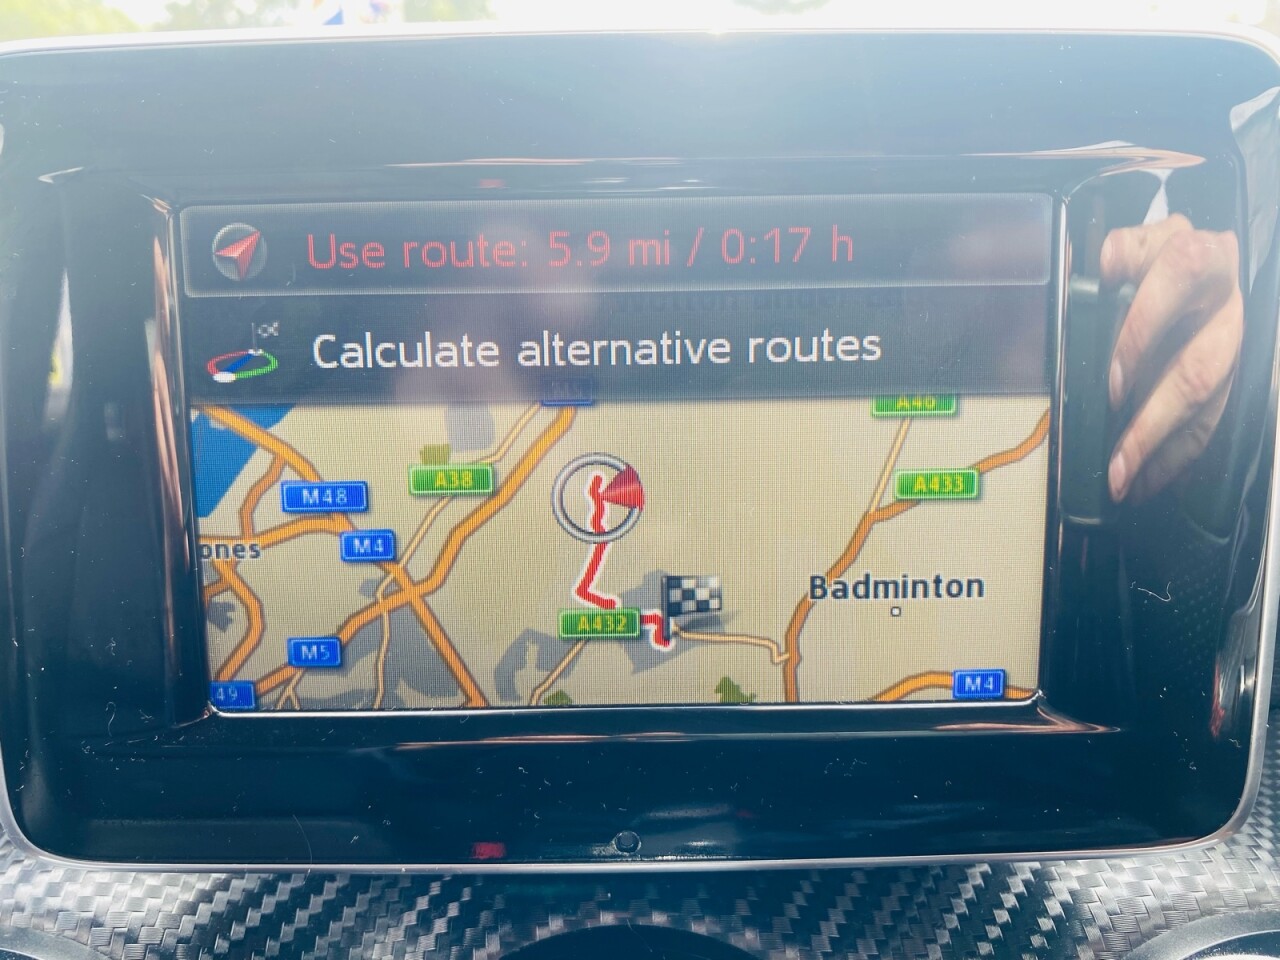 Use route: 5.9 mi / 0:17 h
Calculate alternative routes
A46
A38
A433
M48
M4
ones
Badminton
A432
M5
M4
49